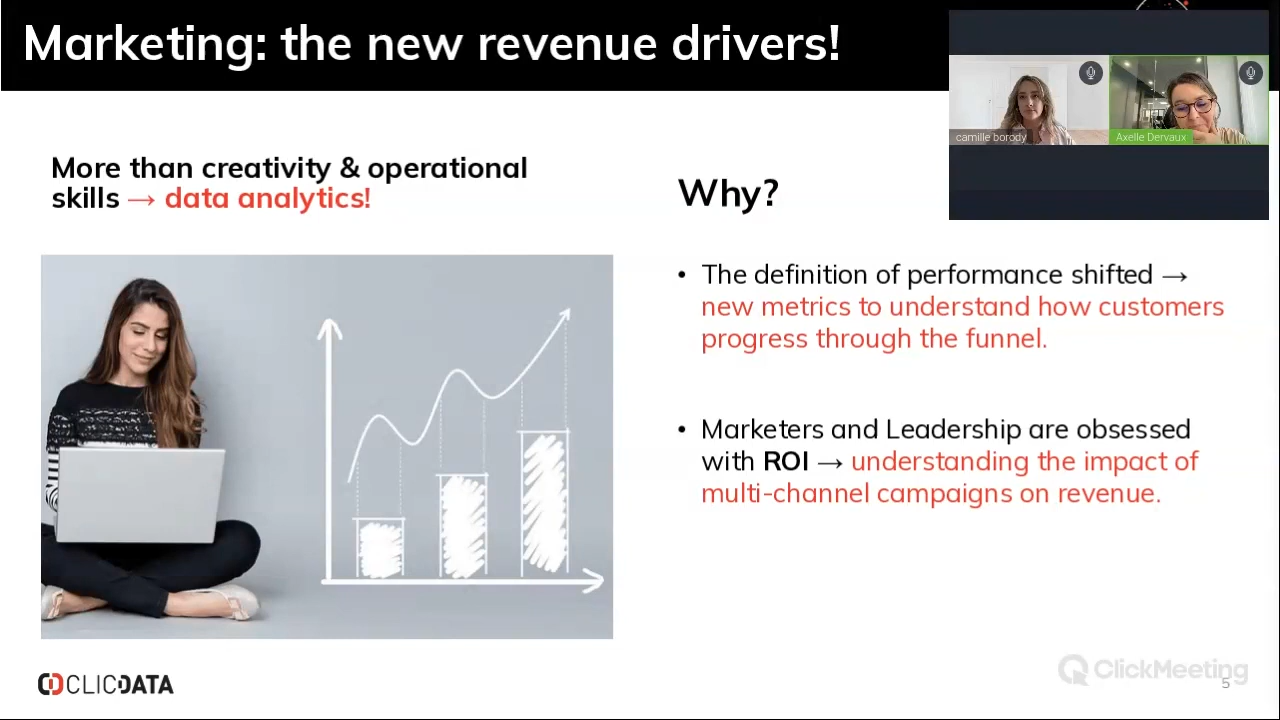 Marketing: the new revenue drivers!
camille borody
Axelle Dervaux
More than creativity & operational
skills → data analytics!
Why?
• The definition of performance shifted →
new metrics to understand how customers
progress through the funnel.
• Marketers and Leadership are obsessed
with ROI → understanding the impact of
multi-channel campaigns on revenue.
CLICDATA
ClickMeeting
5